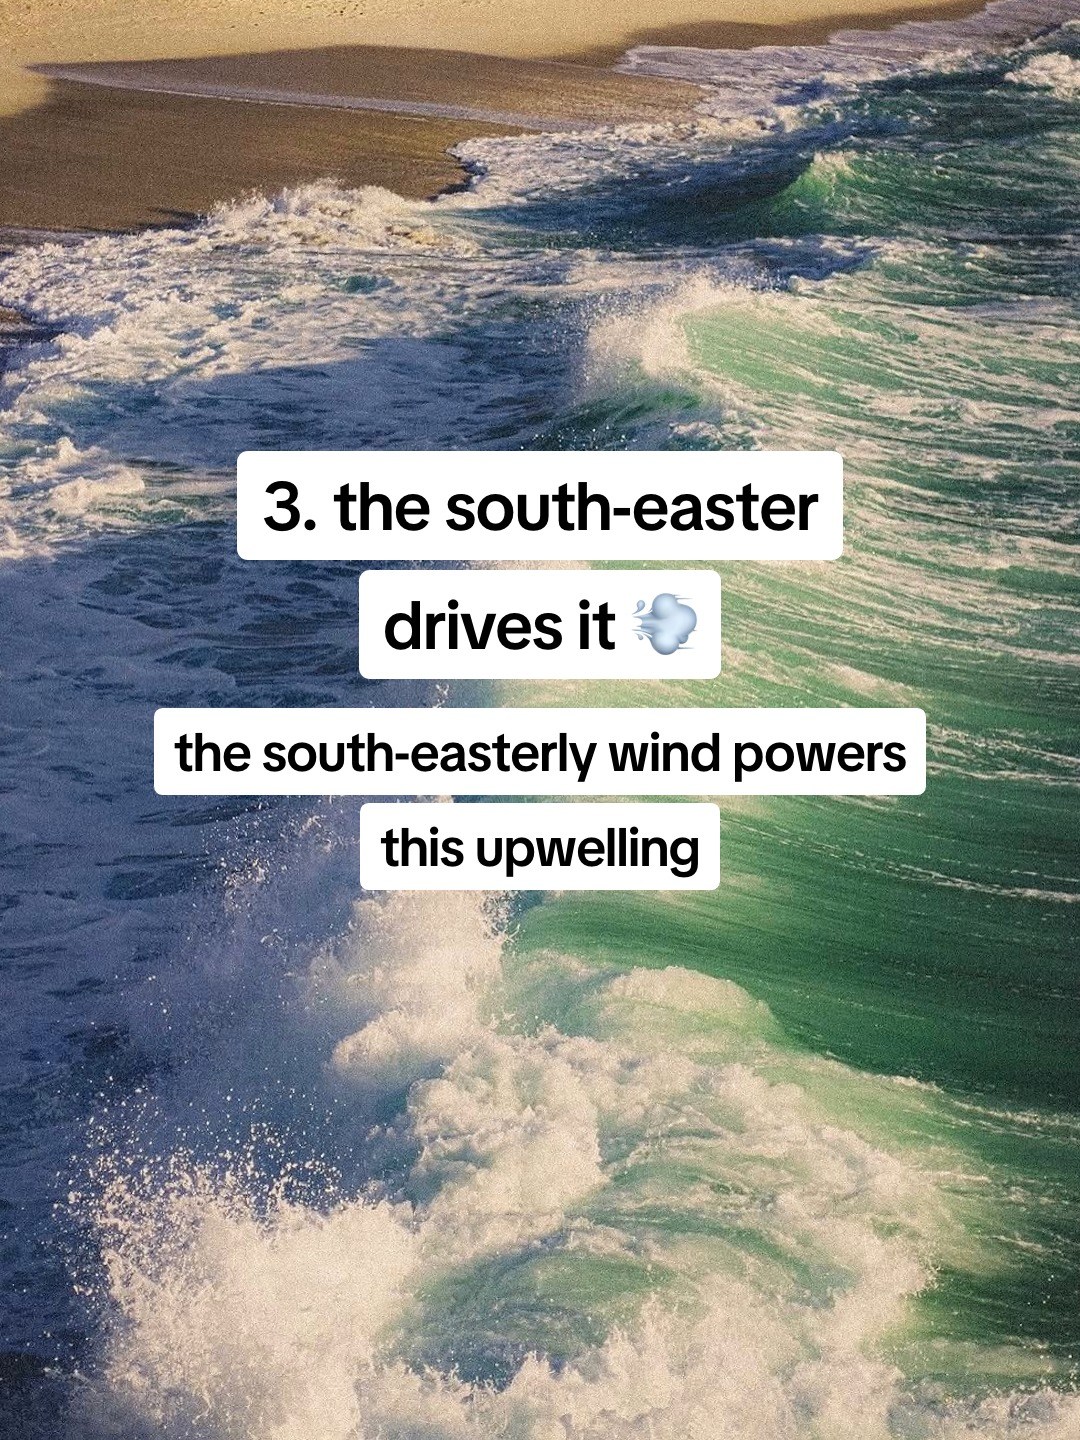 3. the south-easter
drives it 💨
the south-easterly wind powers
this upwelling